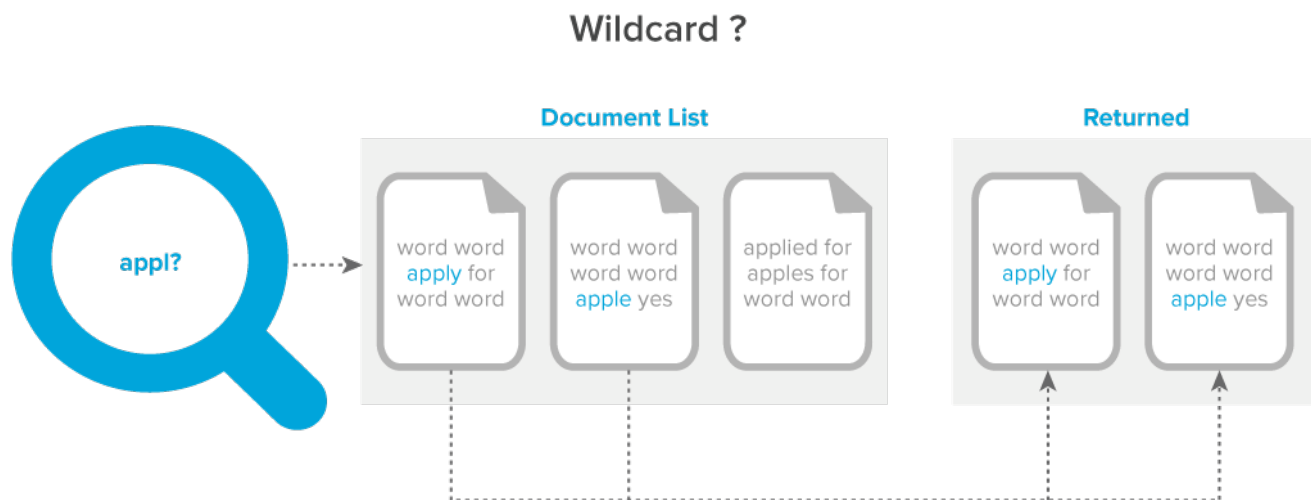 Wildcard ?
Document List
Returned
appl?
word word
apply for
word word
word word
word word
apple yes
applied for
apples for
word word
word word
apply for
word word
word word
word word
apple yes